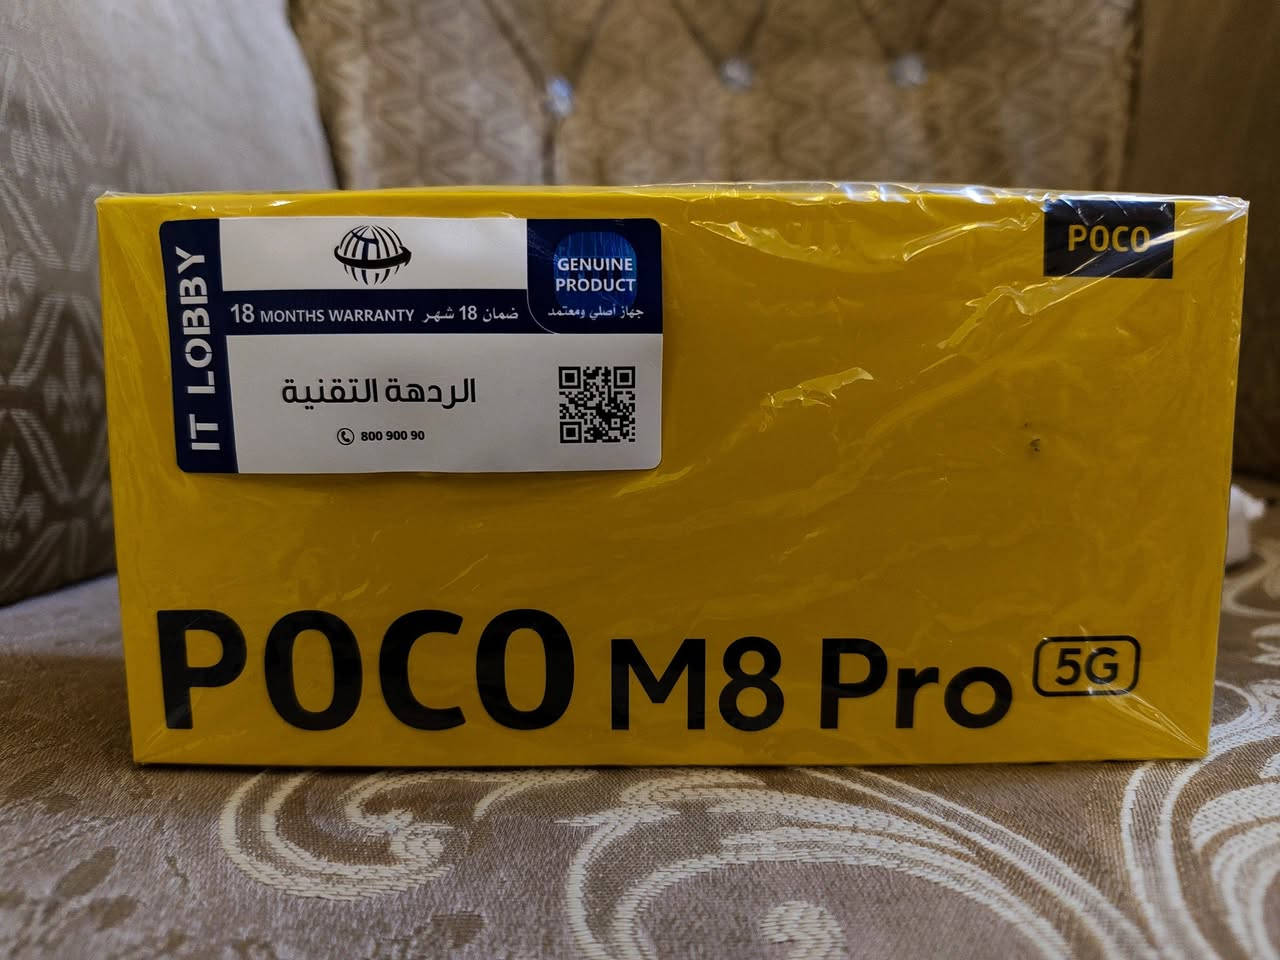 POCO
IT LOBBY
GENUINE
PRODUCT
جهاز أصلي ومعتمد
18 MONTHS WARRANTY ضمان 18 شهر
الردهة التقنية
800 900 90
POCO M8 Pro 5G